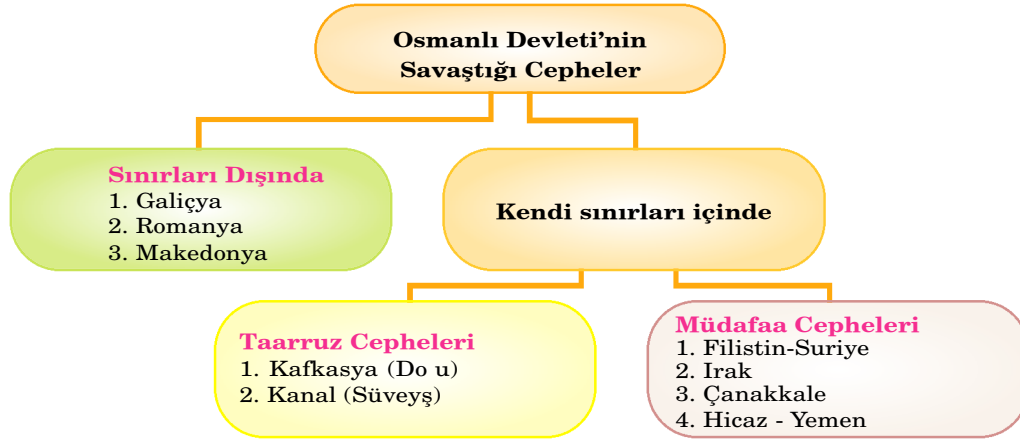 Osmanlı Devleti’nin
Savaştığı Cepheler
Sınırları Dışında
1. Galiçya
2. Romanya
3. Makedonya
Kendi sınırları içinde
Taarruz Cepheleri
1. Kafkasya (Do u)
2. Kanal (Süveyş)
Müdafaa Cepheleri
1. Filistin-Suriye
2. Irak
3. Çanakkale
4. Hicaz - Yemen